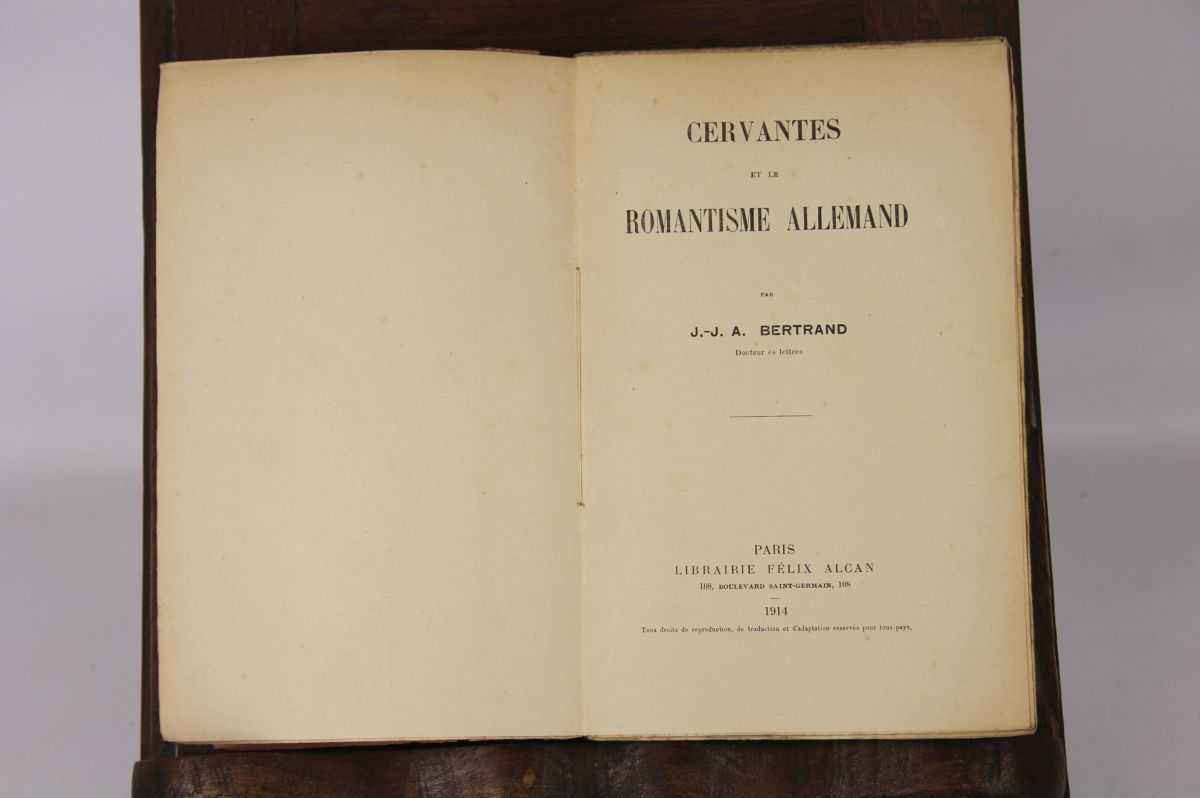 CERVANTES
ET LE
ROMANTISME ALLEMAND
PAR
J.-J. A. BERTRAND
Docteur ès lettres
PARIS
LIBRAIRIE FÉLIX ALCAN
108, BOULEVARD SAINT-GERMAIN, 108
1914
Tous droits de reproduction, de traduction et d'adaptation réservés pour tous pays.